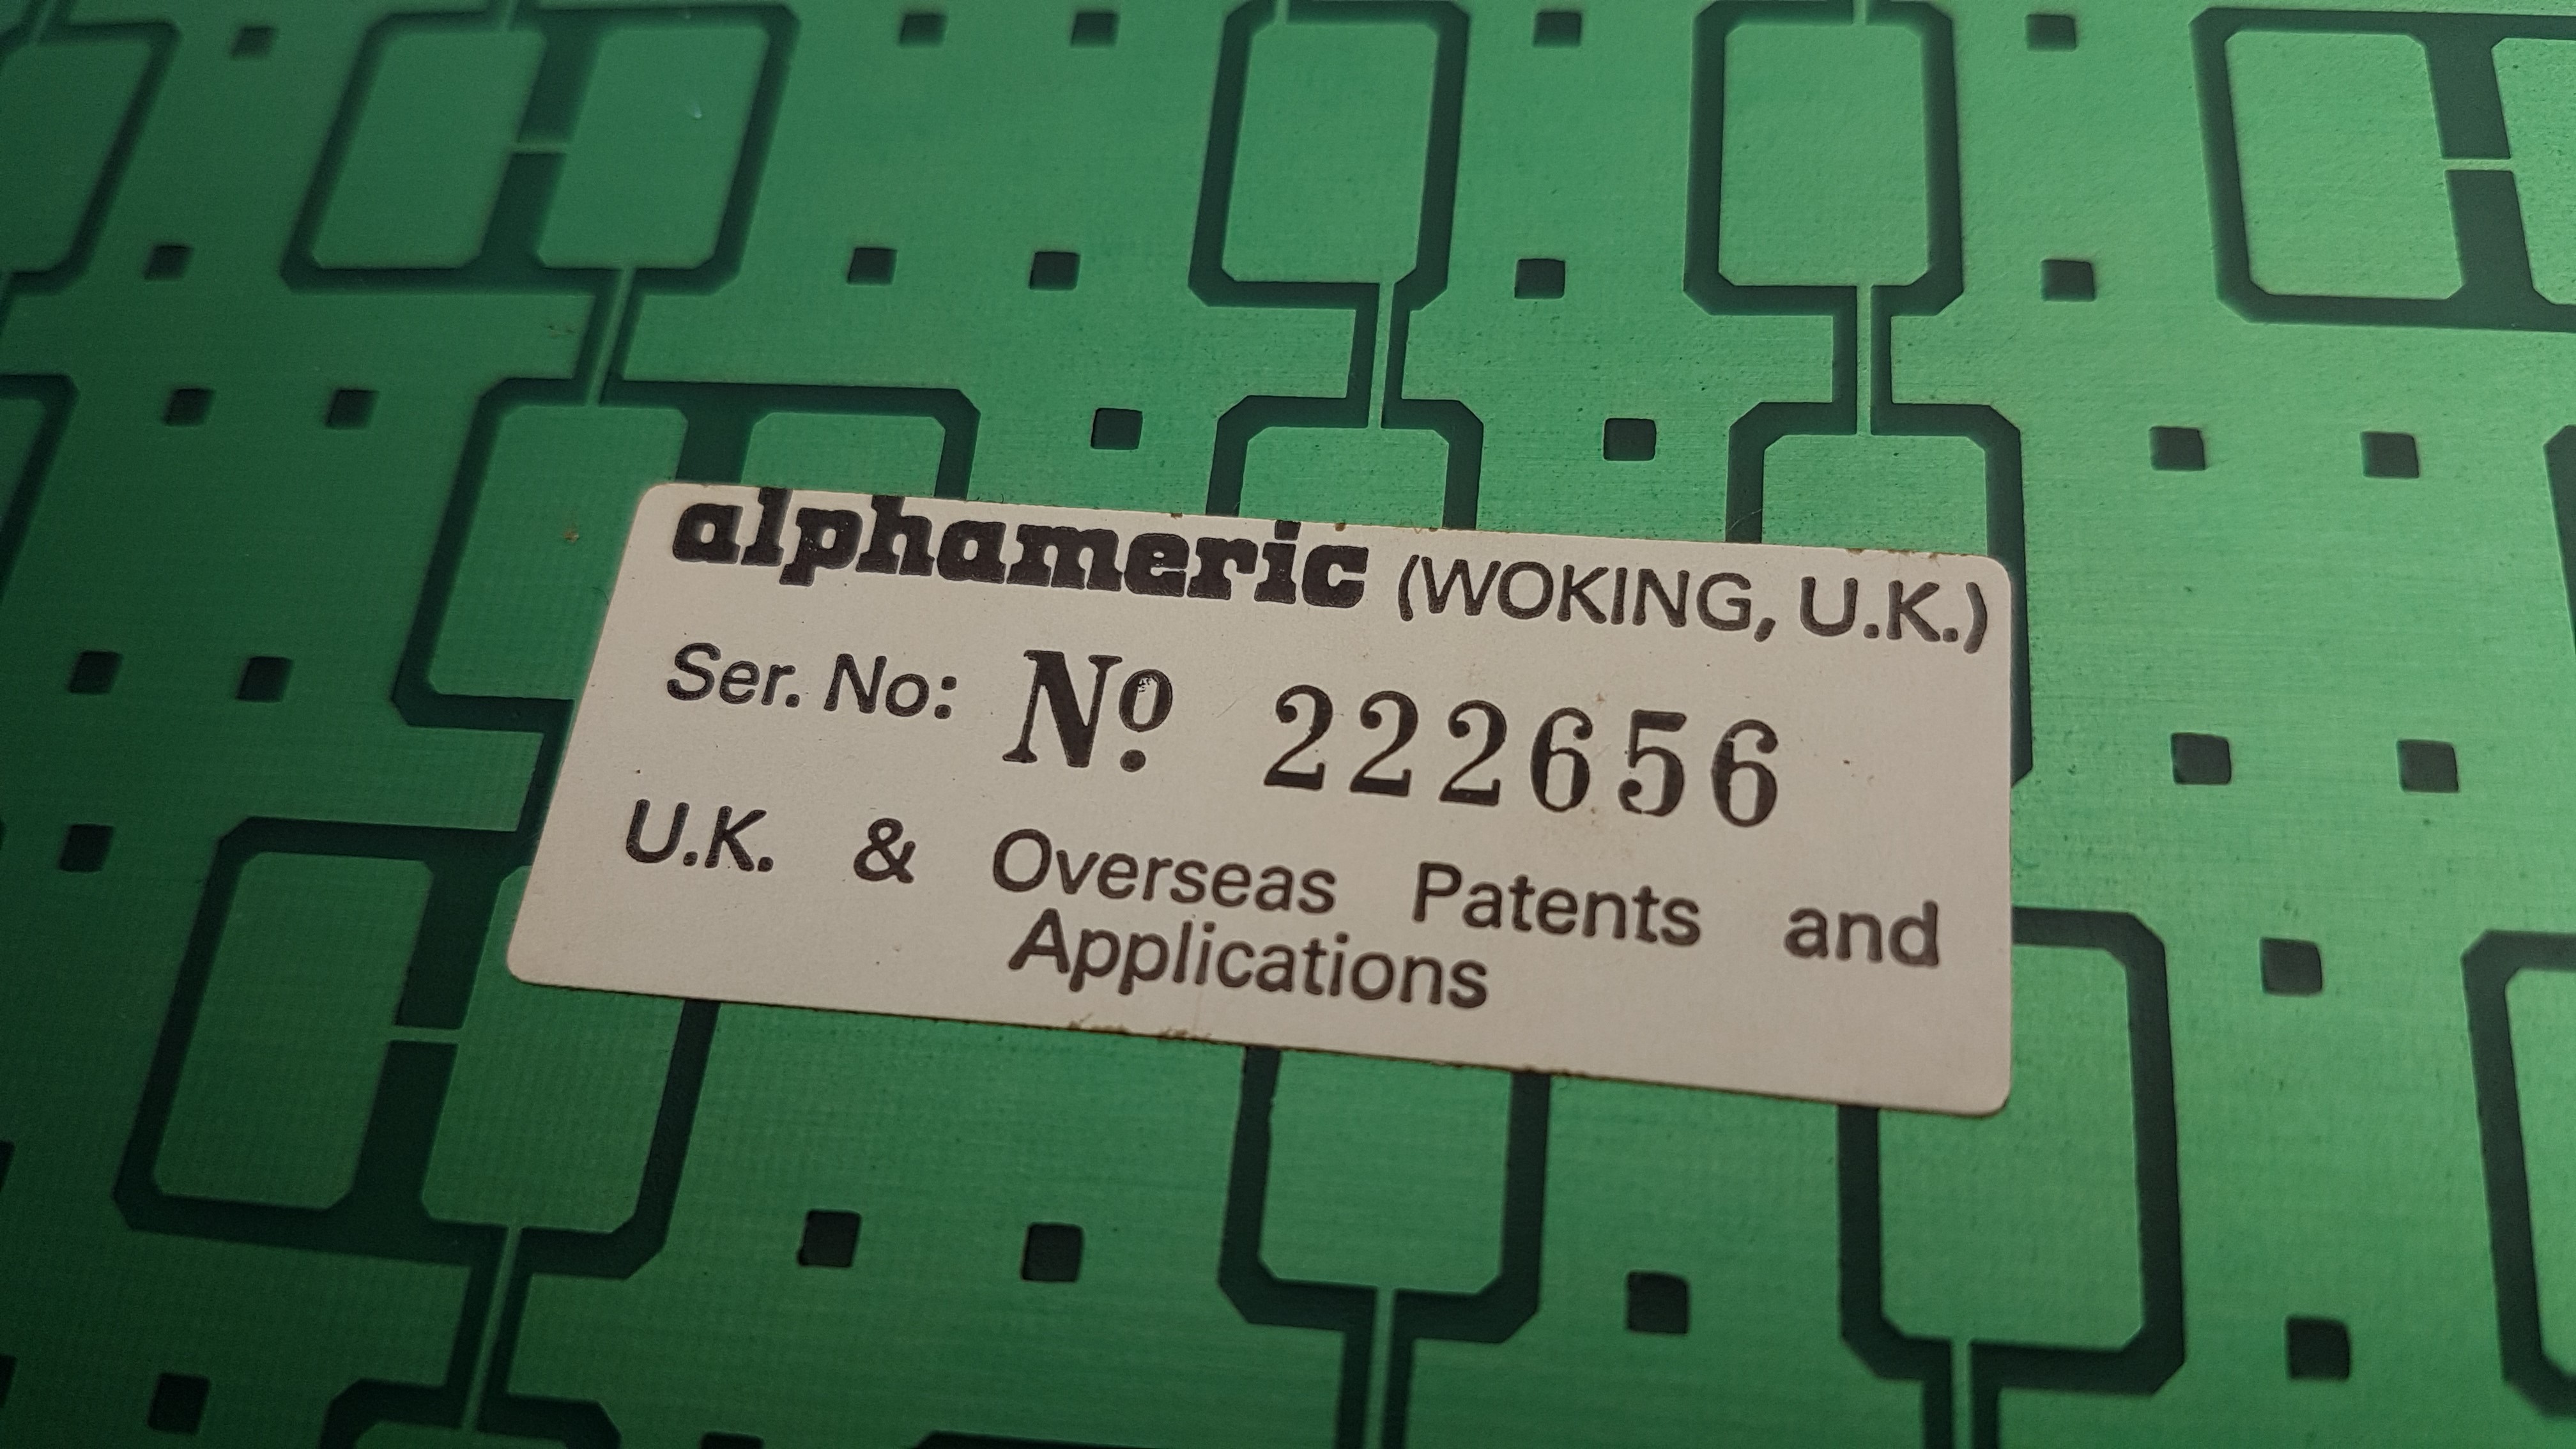 alphameric (WOKING, U.K.)
Ser. No: Nº 222656
U.K. & Overseas Patents and
Applications